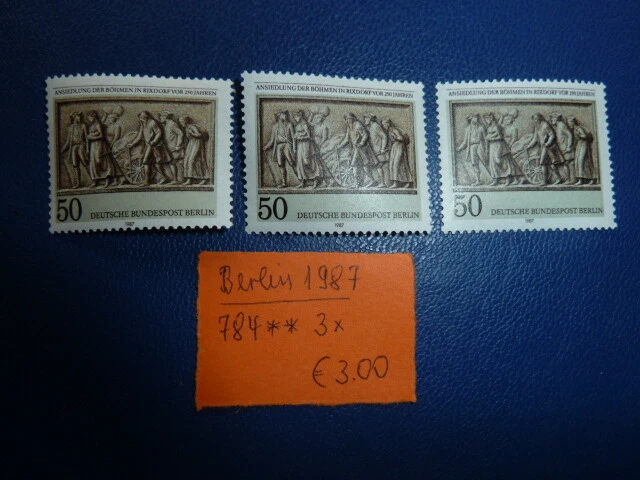 ANSIEDLUNG DER BÖHMEN IN RIXDORF VOR 250 JAHREN
50 DEUTSCHE BUNDESPOST BERLIN
1987
ANSIEDLUNG DER BÖHMEN IN RIXDORF VOR 250 JAHREN
50 DEUTSCHE BUNDESPOST BERLIN
1987
ANSIEDLUNG DER BÖHMEN IN RIXDORF VOR 250 JAHREN
50 DEUTSCHE BUNDESPOST BERLIN
1987
Berlin 1987
784** 3x
€ 3.00